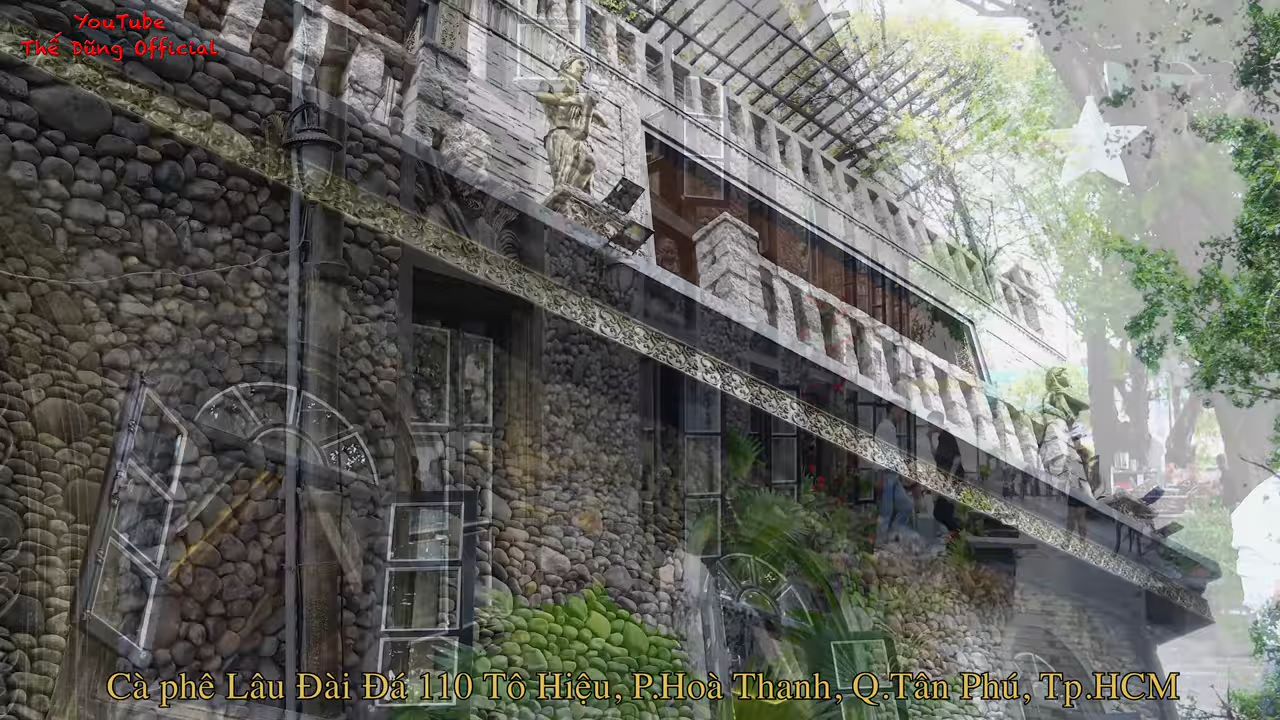 YouTube
Thế Dũng Official
Cà phê Lâu Đài Đá 110 Tô Hiệu, P.Hoà Thanh, Q.Tân Phú, Tp.HCM